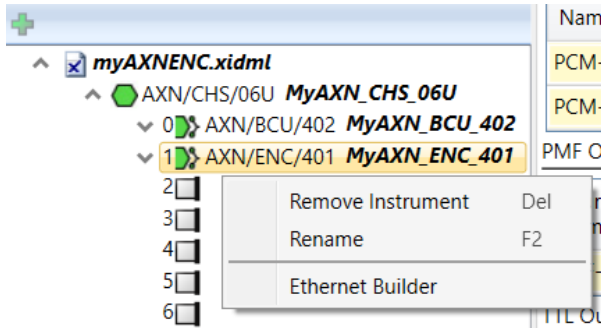 Nam
myAXNENC.xidml
PCM-
AXN/CHS/06U MyAXN_CHS_06U
PCM-
0 AXN/BCU/402 MyAXN_BCU_402
1 AXN/ENC/401 MyAXN_ENC_401
PMF O
2
Remove Instrument Del
3
Rename F2
4
5
Ethernet Builder
6
TTL Ou